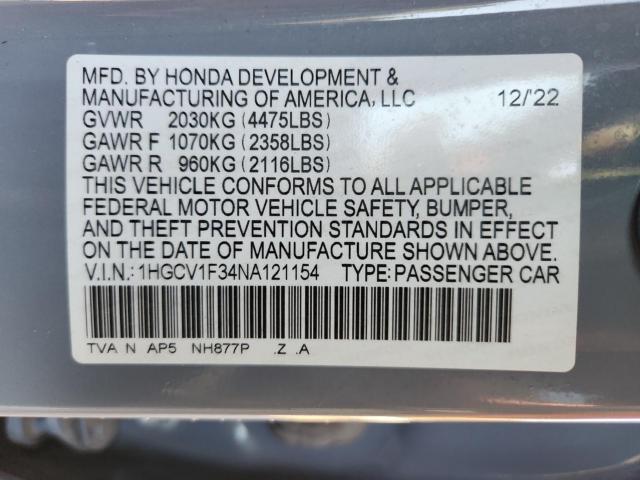 MFD. BY HONDA DEVELOPMENT &
MANUFACTURING OF AMERICA, LLC 12/'22
GVWR 2030KG (4475LBS)
GAWR F 1070KG (2358LBS)
GAWR R 960KG (2116LBS)
THIS VEHICLE CONFORMS TO ALL APPLICABLE
FEDERAL MOTOR VEHICLE SAFETY, BUMPER,
AND THEFT PREVENTION STANDARDS IN EFFECT
ON THE DATE OF MANUFACTURE SHOWN ABOVE.
V.I.N.:1HGCV1F34NA121154 TYPE:PASSENGER CAR
TVA N AP5 NH877P .Z .A